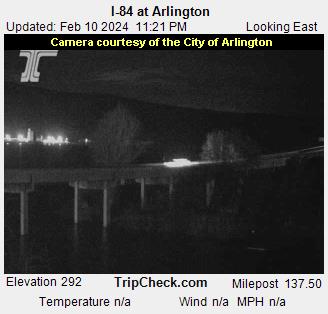 I-84 at Arlington
Updated: Feb 10 2024 11:21 PM Looking East
Camera courtesy of the City of Arlington
Elevation 292 TripCheck.com Milepost 137.50
Temperature n/a Wind n/a MPH n/a